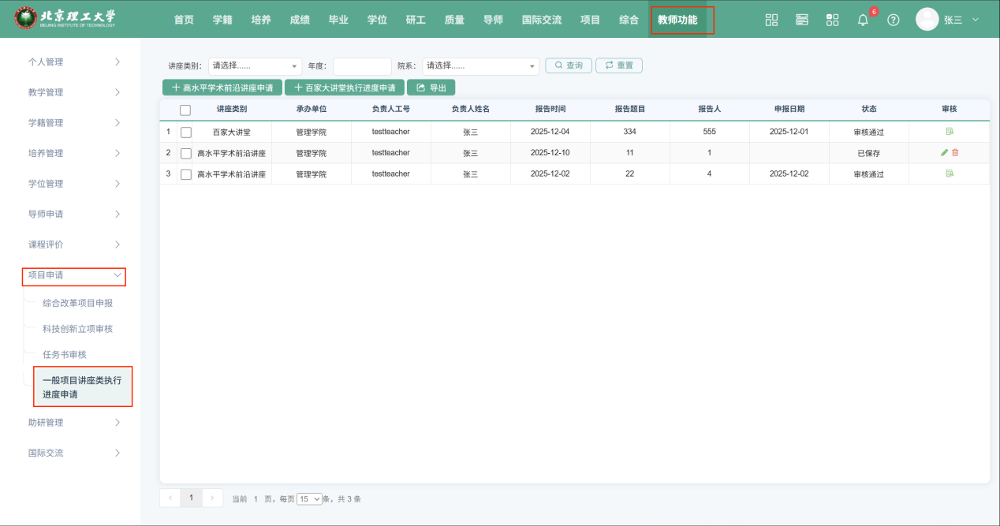 北京理工大学
BEIJING INSTITUTE OF TECHNOLOGY
首页 学籍 培养 成绩 毕业 学位 研工 质量 导师 国际交流 项目 综合 教师功能 6 张三
个人管理
教学管理
学籍管理
培养管理
学位管理
导师申请
课程评价
项目申请
综合改革项目申报
科技创新立项审核
任务书审核
一般项目讲座类执行
进度申请
助研管理
国际交流
讲座类别: 请选择...... 年度: 院系: 请选择...... 查询 重置
高水平学术前沿讲座申请 百家大讲堂执行进度申请 导出
讲座类别 承办单位 负责人工号 负责人姓名 报告时间 报告题目 报告人 申报日期 状态 审核
1 百家大讲堂 管理学院 testteacher 张三 2025-12-04 334 555 2025-12-01 审核通过
2 高水平学术前沿讲座 管理学院 testteacher 张三 2025-12-10 11 1 已保存
3 高水平学术前沿讲座 管理学院 testteacher 张三 2025-12-02 22 4 2025-12-02 审核通过
1 当前 1 页，每页 15 条，共 3 条